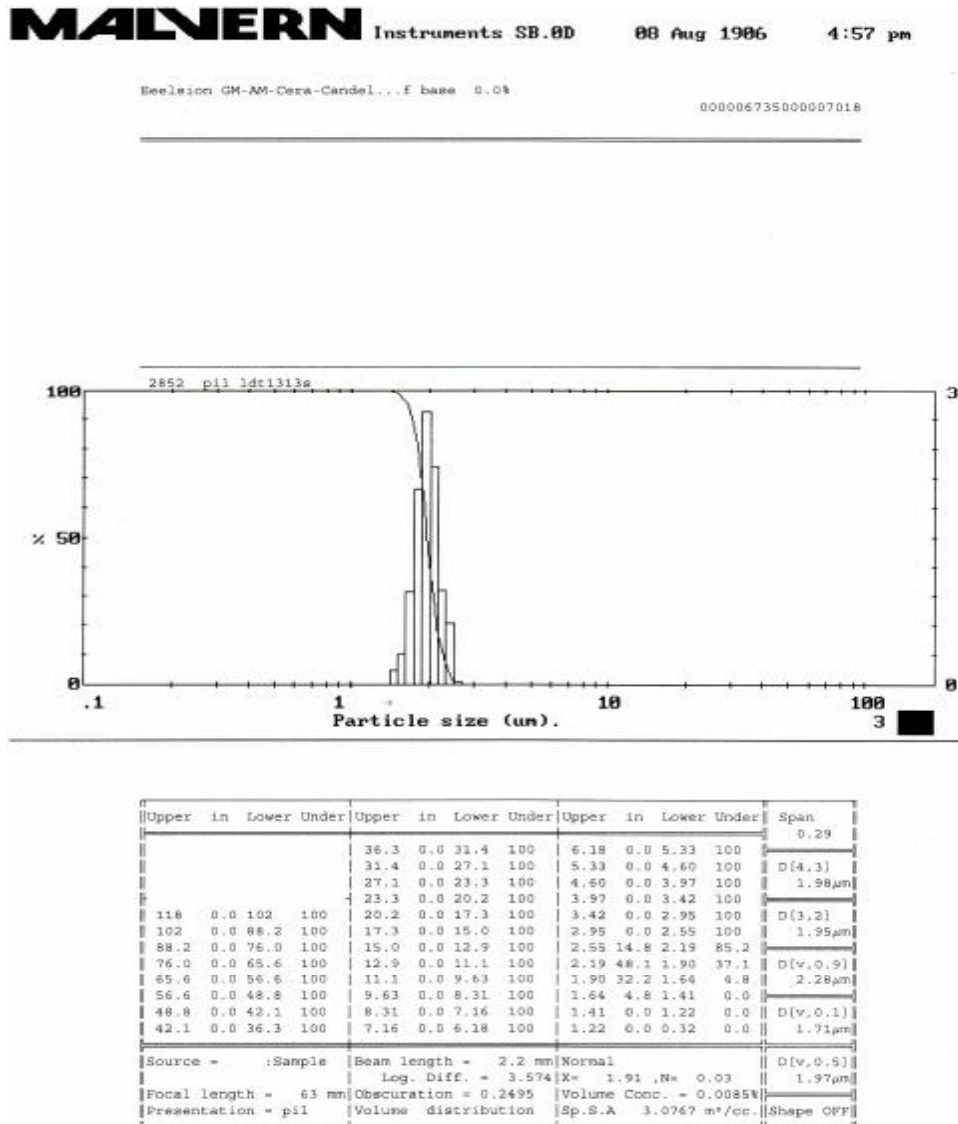 MALVERN Instruments SB.0D 08 Aug 1906 4:57 pm
Eeelsion GM-AM-Cera-Candel...f base 0.0%
000006735000007018
2852 pil ldt1313s
100 3
% 50
0 0
.1 1 10 100
Particle size (um).
3
Upper in Lower Under Upper in Lower Under Upper in Lower Under Span
0.29
36.3 0.0 31.4 100 6.18 0.0 5.33 100
31.4 0.0 27.1 100 5.33 0.0 4.60 100 D[4,3]
27.1 0.0 23.3 100 4.60 0.0 3.97 100 1.98µm
23.3 0.0 20.2 100 3.97 0.0 3.42 100
118 0.0 102 100 20.2 0.0 17.3 100 3.42 0.0 2.95 100 D[3,2]
102 0.0 88.2 100 17.3 0.0 15.0 100 2.95 0.0 2.55 100 1.95µm
88.2 0.0 76.0 100 15.0 0.0 12.9 100 2.55 14.8 2.19 85.2
76.0 0.0 65.6 100 12.9 0.0 11.1 100 2.19 48.1 1.90 37.1 D[v,0.9]
65.6 0.0 56.6 100 11.1 0.0 9.63 100 1.90 32.2 1.64 4.8 2.28µm
56.6 0.0 48.8 100 9.63 0.0 8.31 100 1.64 4.8 1.41 0.0
48.8 0.0 42.1 100 8.31 0.0 7.16 100 1.41 0.0 1.22 0.0 D[v,0.1]
42.1 0.0 36.3 100 7.16 0.0 6.18 100 1.22 0.0 0.32 0.0 1.71µm
Source = :Sample Beam length = 2.2 mm Normal D[v,0.5]
Log. Diff. = 3.574 X= 1.91 ,N= 0.03 1.97µm
Focal length = 63 mm Obscuration = 0.2495 Volume Conc. = 0.0085%
Presentation = pil Volume distribution Sp.S.A 3.0767 m²/cc. Shape OFF